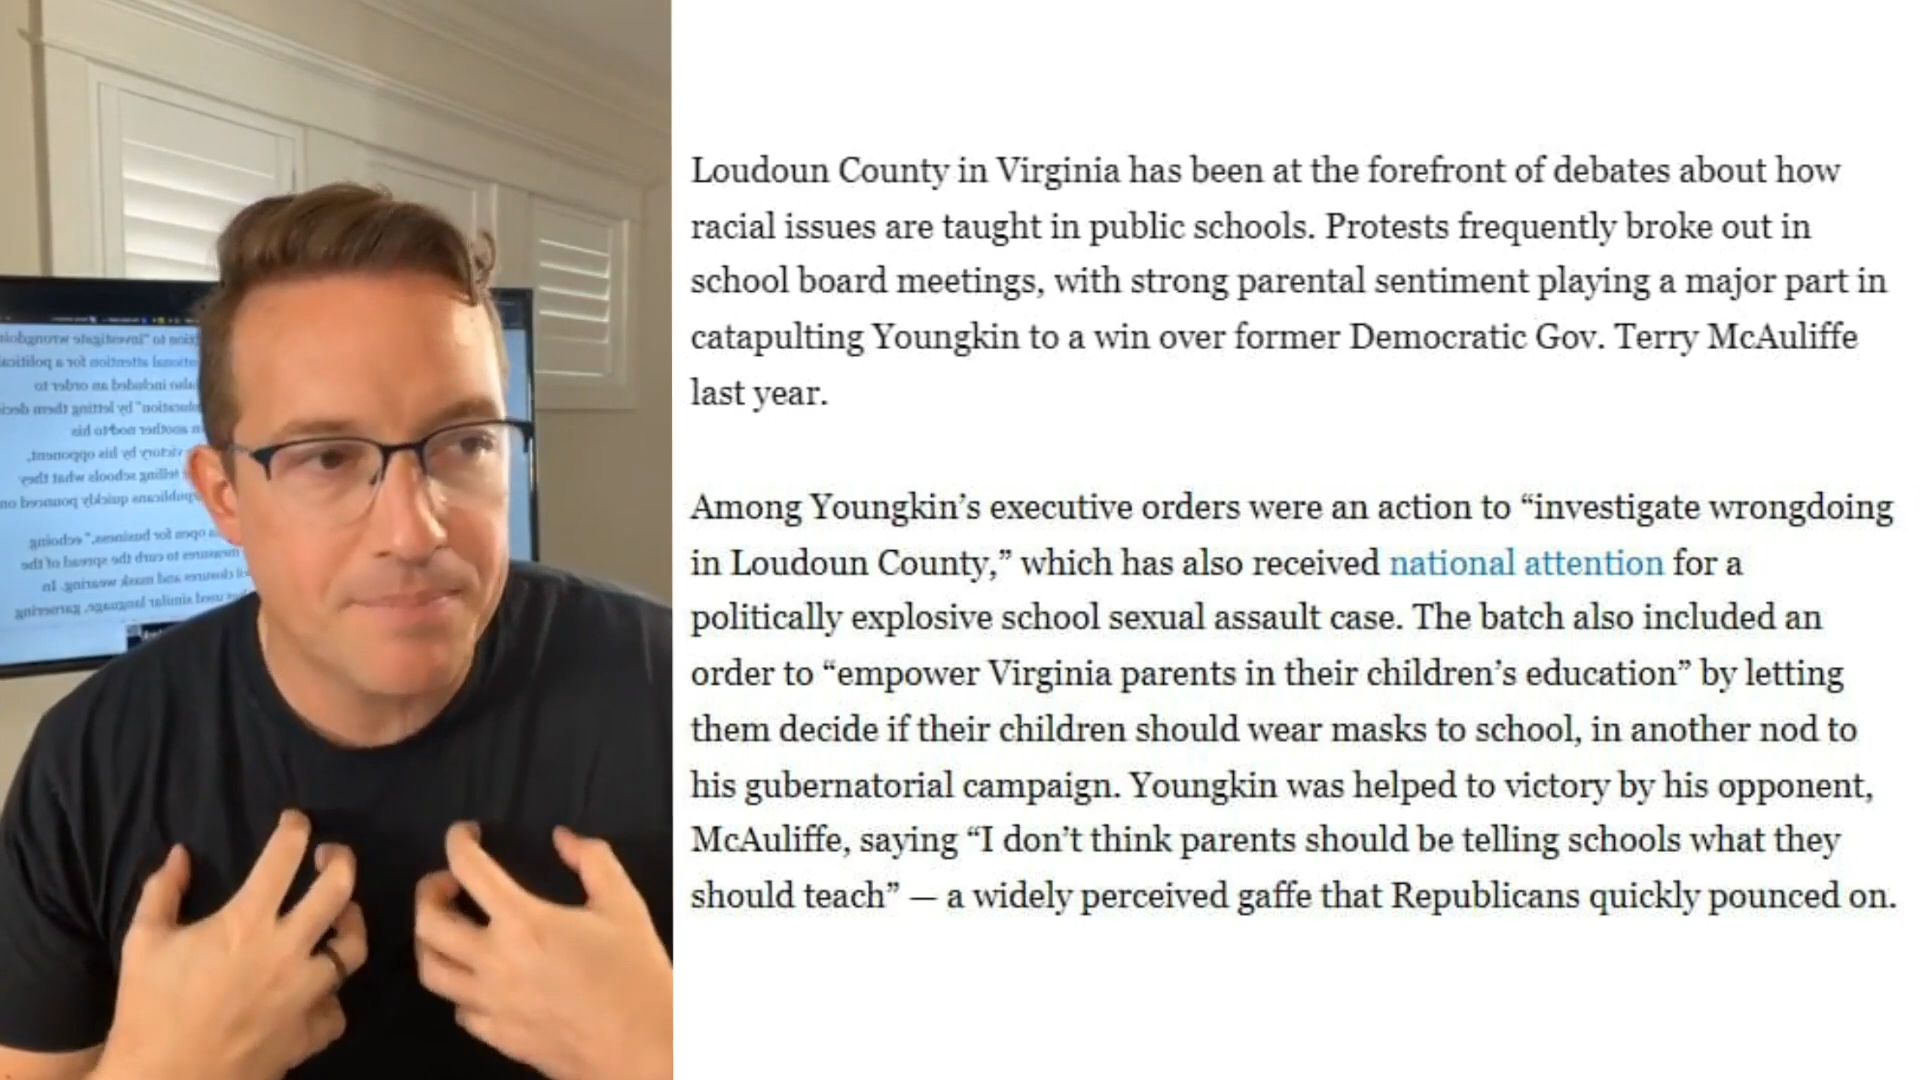 Loudoun County in Virginia has been at the forefront of debates about how
racial issues are taught in public schools. Protests frequently broke out in
school board meetings, with strong parental sentiment playing a major part in
catapulting Youngkin to a win over former Democratic Gov. Terry McAuliffe
last year.
Among Youngkin’s executive orders were an action to “investigate wrongdoing
in Loudoun County,” which has also received national attention for a
politically explosive school sexual assault case. The batch also included an
order to “empower Virginia parents in their children’s education” by letting
them decide if their children should wear masks to school, in another nod to
his gubernatorial campaign. Youngkin was helped to victory by his opponent,
McAuliffe, saying “I don’t think parents should be telling schools what they
should teach” — a widely perceived gaffe that Republicans quickly pounced on.